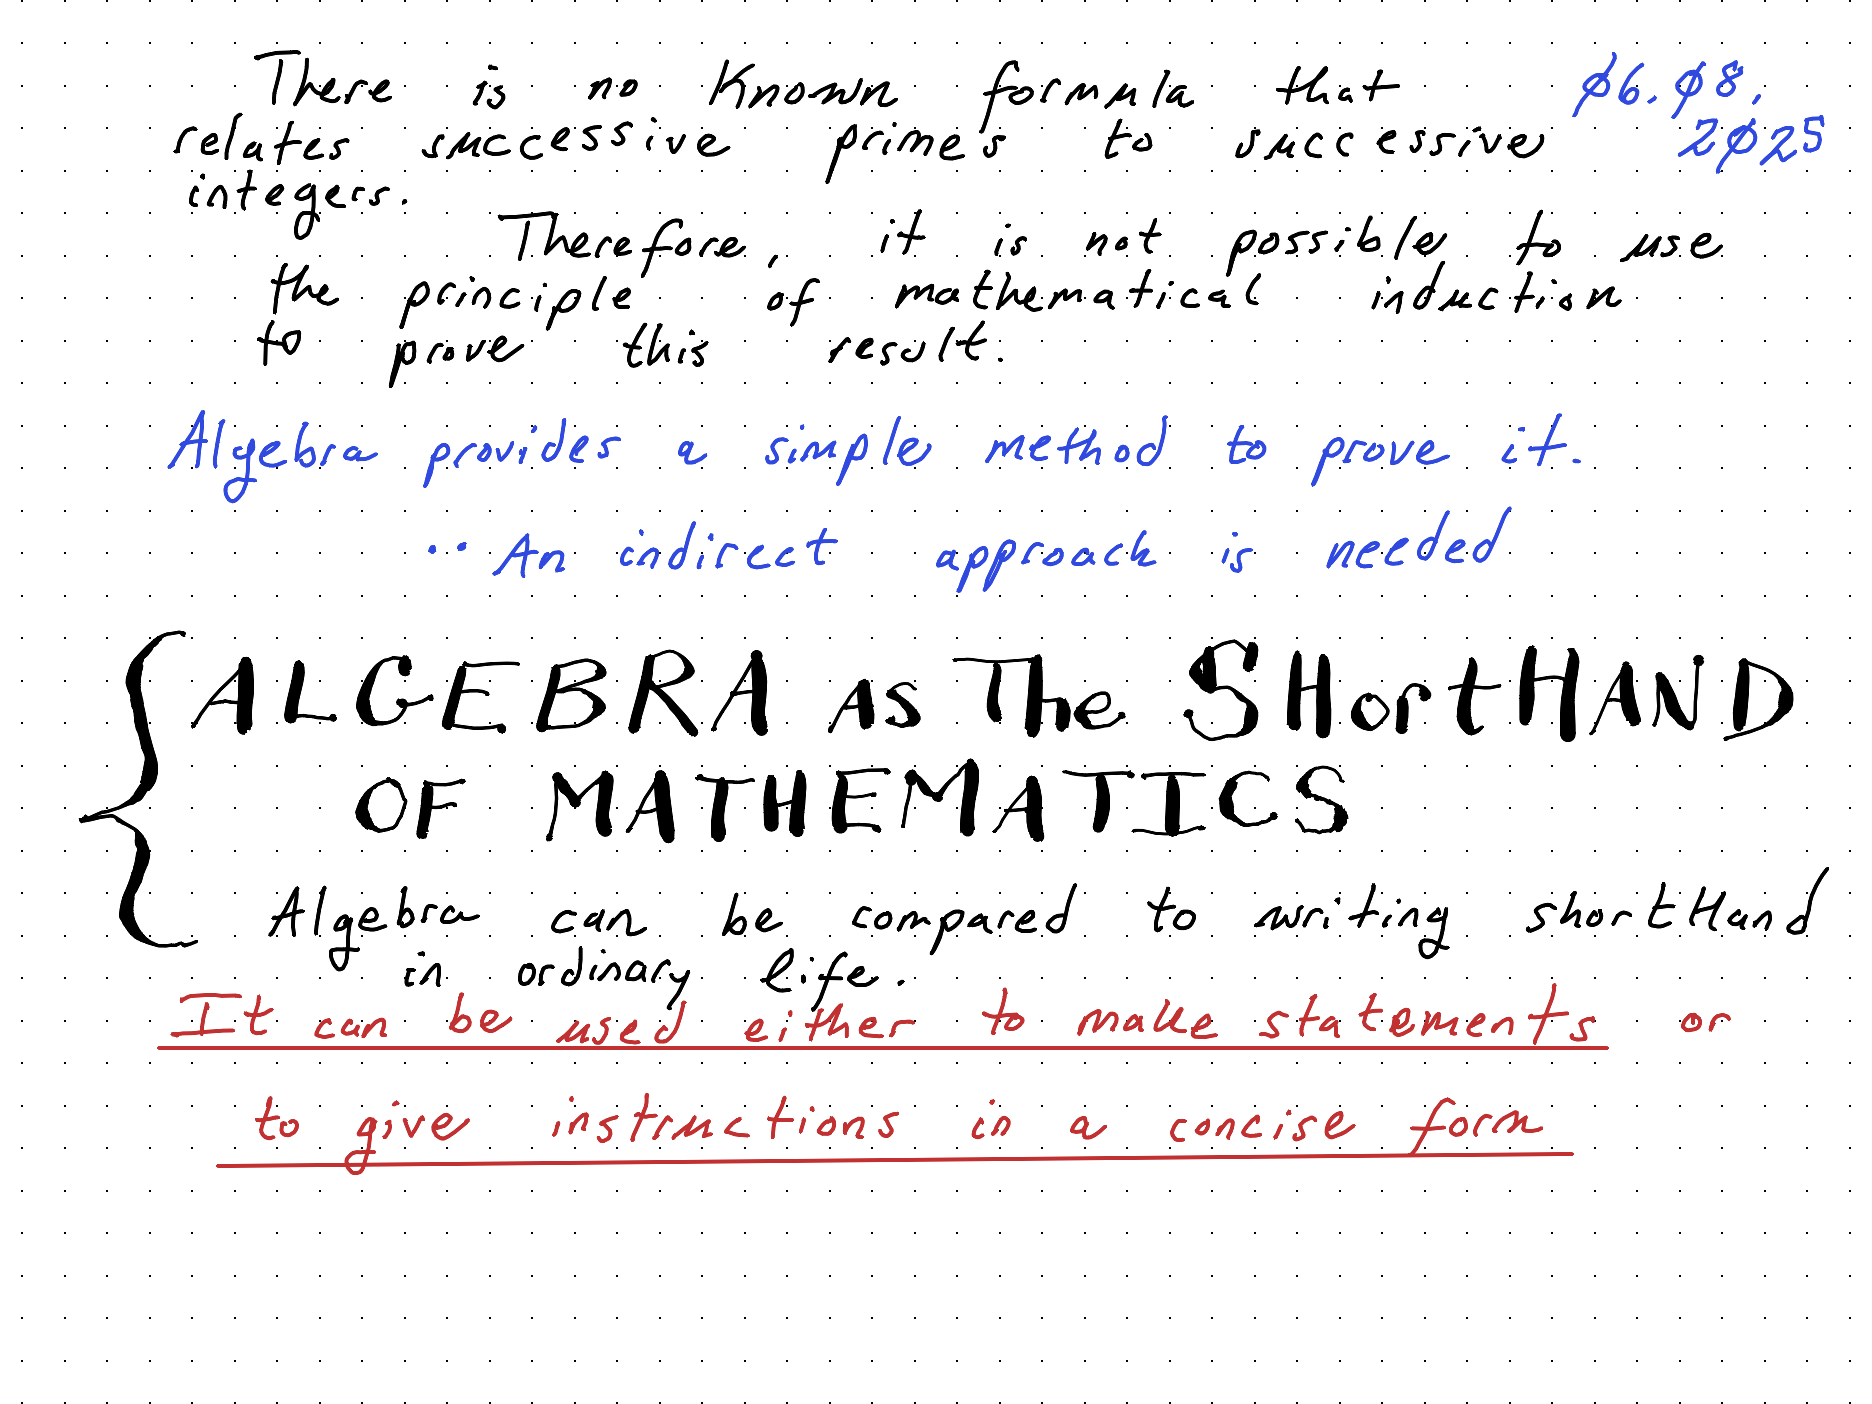 There is no Known formula that
Ø6.Ø8.
relates successive primes to successive
2Ø25
integers.
Therefore, it is not possible to use
the principle of mathematical induction
to prove this result.
Algebra provides a simple method to prove it.
.. An indirect approach is needed
ALGEBRA As The SHortHAND
OF MATHEMATICS
Algebra can be compared to writing shortHand
in ordinary life.
It can be used either to make statements or
to give instructions in a concise form